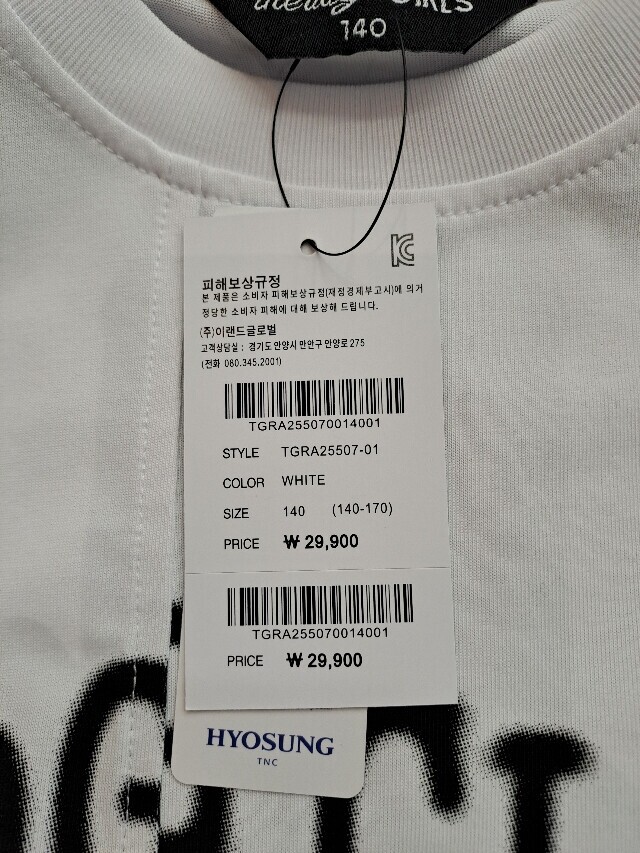 GIRLS
140
피해보상규정
본 제품은 소비자 피해보상규정(재정경제부고시)에 의거
정당한 소비자 피해에 대해 보상해 드립니다.
(주)이랜드글로벌
고객상담실 : 경기도 안양시 만안구 안양로 275
(전화 080.345.2001)
TGRA255070014001
STYLE TGRA25507-01
COLOR WHITE
SIZE 140 (140-170)
PRICE ₩ 29,900
TGRA255070014001
PRICE ₩ 29,900
HYOSUNG
TNC